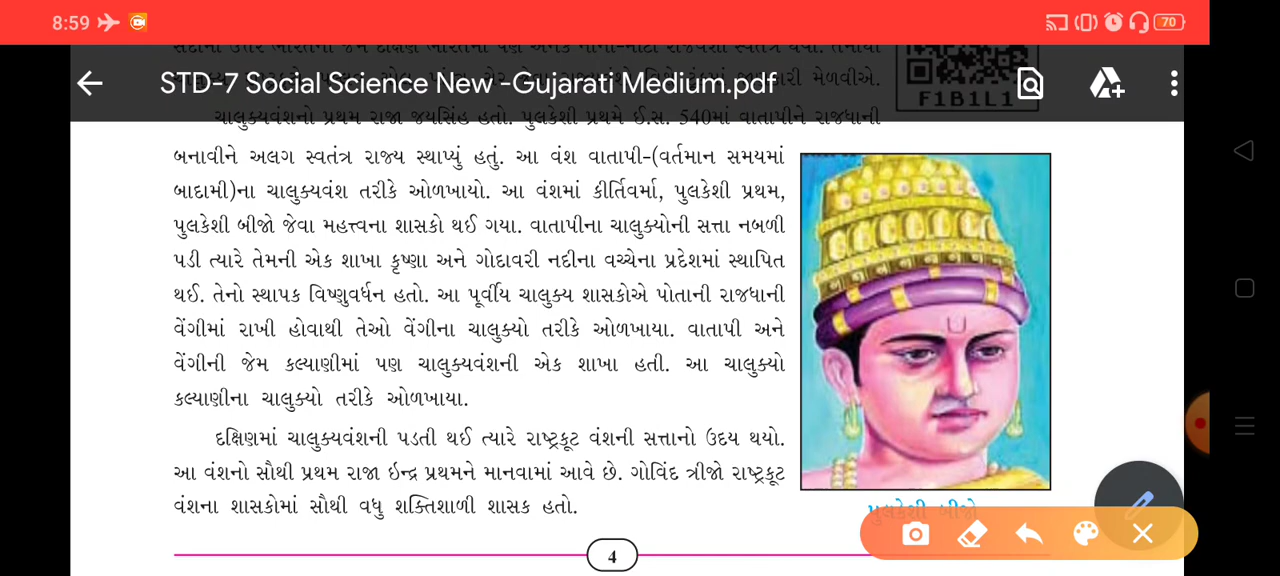 8:59
70
STD-7 Social Science New -Gujarati Medium.pdf
F1B1L1
ચાલુક્યવંશનો પ્રથમ રાજા જયસિંહ હતો. પુલકેશી પ્રથમે ઈ.સ. 540માં વાતાપીને રાજધાની
બનાવીને અલગ સ્વતંત્ર રાજ્ય સ્થાપ્યું હતું. આ વંશ વાતાપી-(વર્તમાન સમયમાં
બાદામી)ના ચાલુક્યવંશ તરીકે ઓળખાયો. આ વંશમાં કીર્તિવર્મા, પુલકેશી પ્રથમ,
પુલકેશી બીજો જેવા મહત્ત્વના શાસકો થઈ ગયા. વાતાપીના ચાલુક્યોની સત્તા નબળી
પડી ત્યારે તેમની એક શાખા કૃષ્ણા અને ગોદાવરી નદીના વચ્ચેના પ્રદેશમાં સ્થાપિત
થઈ. તેનો સ્થાપક વિષ્ણુવર્ધન હતો. આ પૂર્વીય ચાલુક્ય શાસકોએ પોતાની રાજધાની
વેંગીમાં રાખી હોવાથી તેઓ વેંગીના ચાલુક્યો તરીકે ઓળખાયા. વાતાપી અને
વેંગીની જેમ કલ્યાણીમાં પણ ચાલુક્યવંશની એક શાખા હતી. આ ચાલુક્યો
કલ્યાણીના ચાલુક્યો તરીકે ઓળખાયા.
દક્ષિણમાં ચાલુક્યવંશની પડતી થઈ ત્યારે રાષ્ટ્રકૂટ વંશની સત્તાનો ઉદય થયો.
આ વંશનો સૌથી પ્રથમ રાજા ઇન્દ્ર પ્રથમને માનવામાં આવે છે. ગોવિંદ ત્રીજો રાષ્ટ્રકૂટ
વંશના શાસકોમાં સૌથી વધુ શક્તિશાળી શાસક હતો.
પુલકેશી બીજો
4